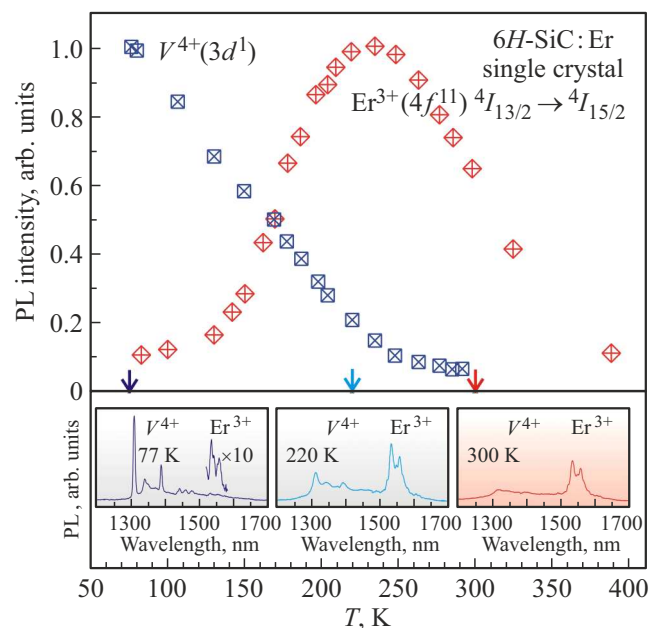 V⁴⁺(3d¹)
6H-SiC:Er
single crystal
Er³⁺(4f¹¹) ⁴I₁₃/₂ → ⁴I₁₅/₂
PL intensity, arb. units
1.0
0.8
0.6
0.4
0.2
0
PL, arb. units
V⁴⁺ Er³⁺
77 K ×10
1300 1500 1700
Wavelength, nm
V⁴⁺ Er³⁺
220 K
1300 1500 1700
Wavelength, nm
V⁴⁺ Er³⁺
300 K
1300 1500 1700
Wavelength, nm
50 100 150 200 250 300 350 400
T, K